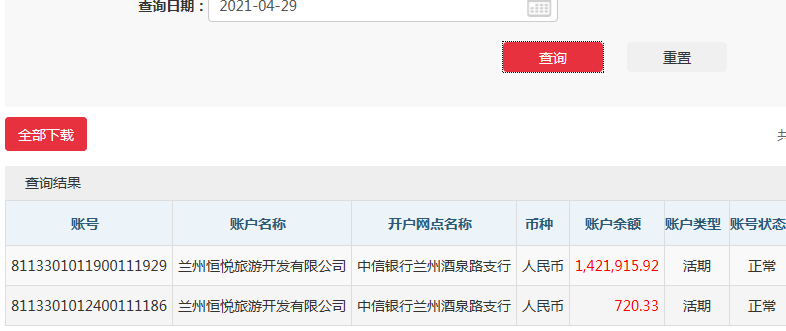 查询日期： 2021-04-29
查询 重置
全部下载
查询结果
账号 账户名称 开户网点名称 币种 账户余额 账户类型 账号状态
8113301011900111929 兰州恒悦旅游开发有限公司 中信银行兰州酒泉路支行 人民币 1,421,915.92 活期 正常
8113301012400111186 兰州恒悦旅游开发有限公司 中信银行兰州酒泉路支行 人民币 720.33 活期 正常